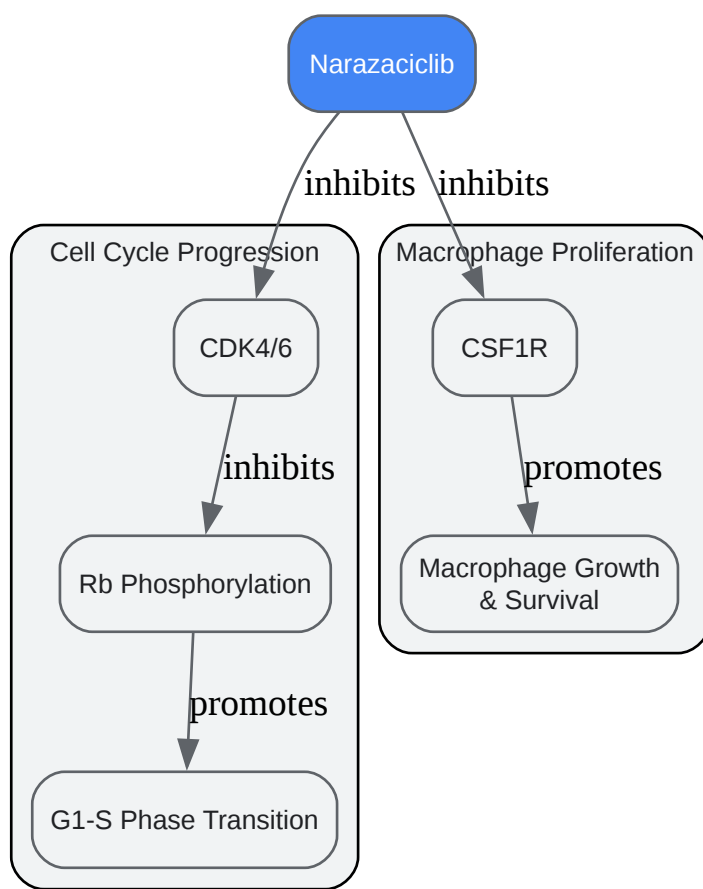 Narazaciclib
inhibits
inhibits
Cell Cycle Progression
Macrophage Proliferation
CDK4/6
CSF1R
inhibits
promotes
Rb Phosphorylation
Macrophage Growth
& Survival
promotes
G1-S Phase Transition